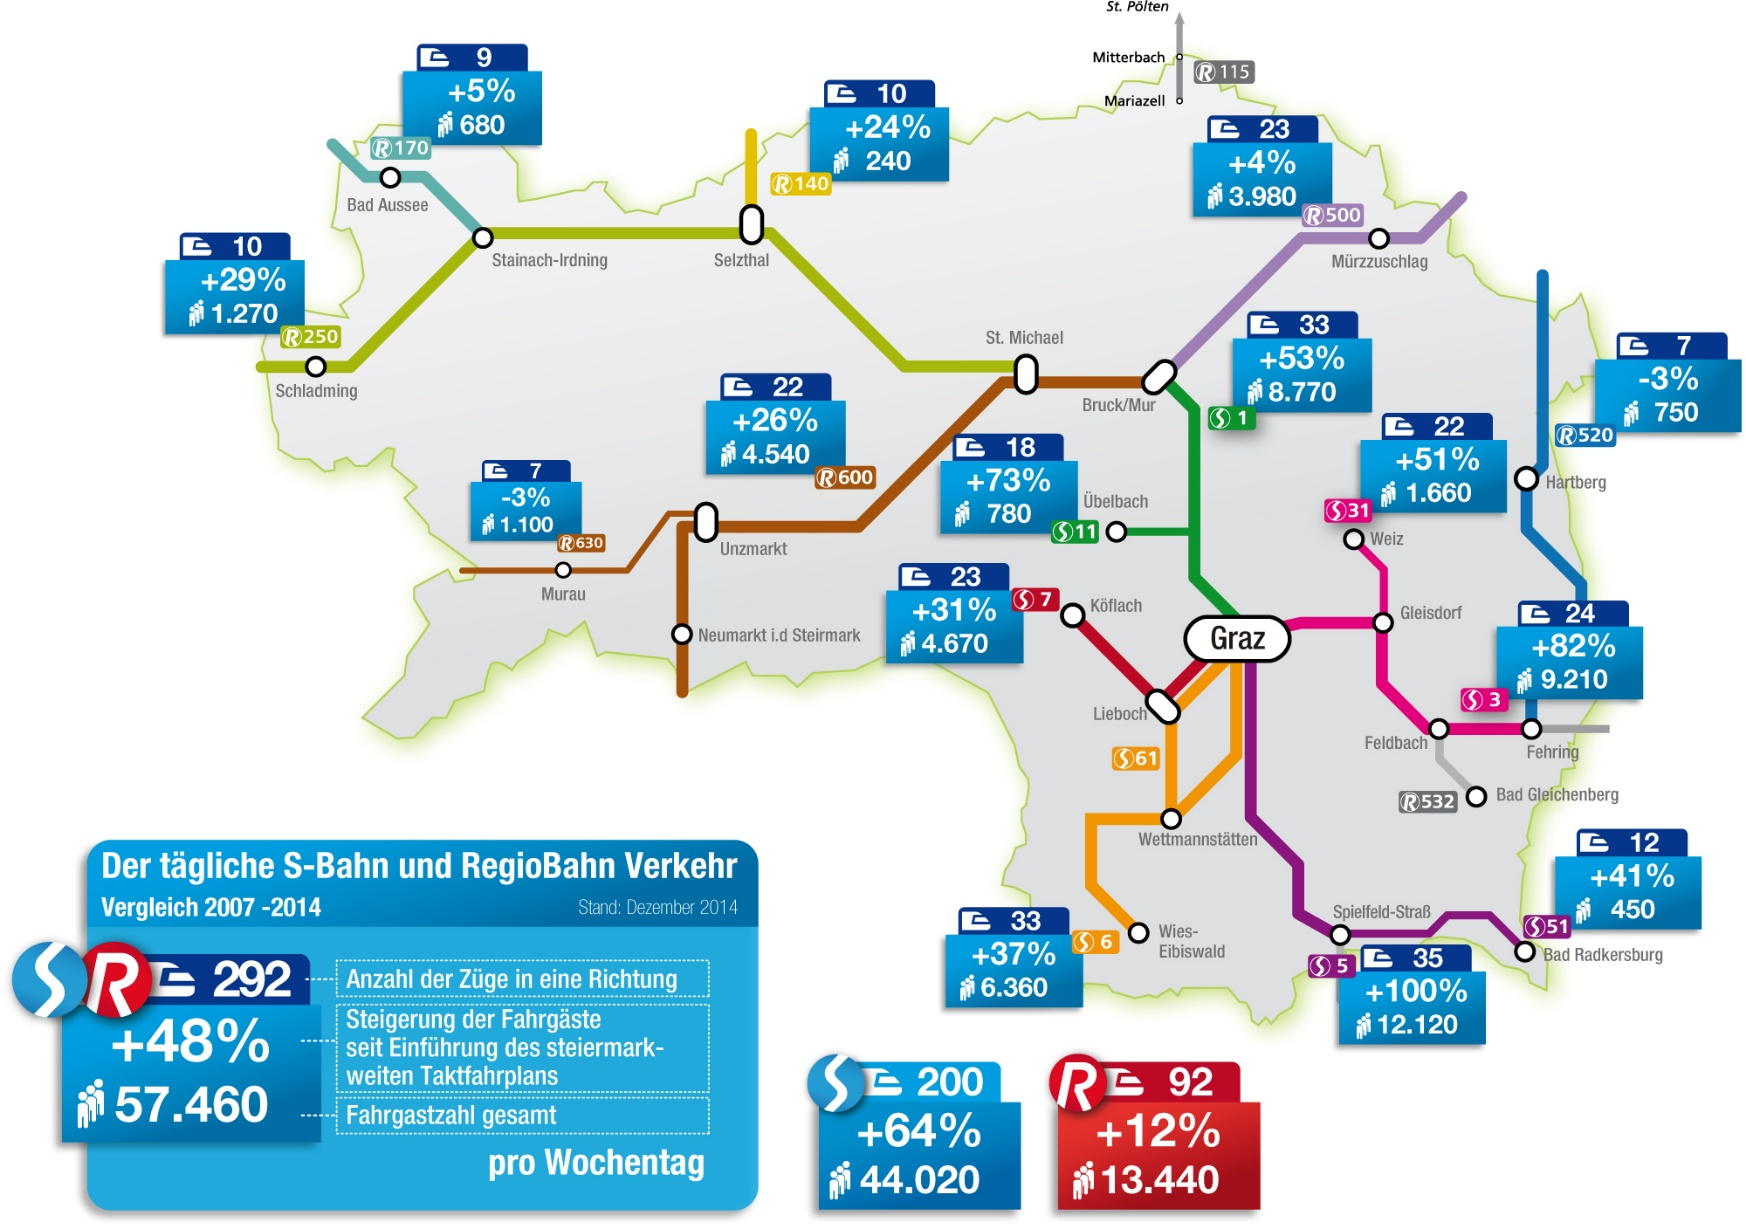 St. Pölten
Mitterbach
R 115
Mariazell
9
+5%
680
R 170
Bad Aussee
10
+24%
240
R 140
23
+4%
3.980
R 500
Mürzzuschlag
10
+29%
1.270
R 250
Schladming
Stainach-Irdning
Selzthal
St. Michael
Bruck/Mur
33
+53%
8.770
S 1
7
-3%
750
R 520
Hartberg
22
+26%
4.540
R 600
18
+73%
780
S 11
Übelbach
22
+51%
1.660
S 31
Weiz
7
-3%
1.100
R 630
Murau
Unzmarkt
Neumarkt i.d Steirmark
23
+31%
4.670
S 7
Köflach
Graz
Gleisdorf
24
+82%
9.210
S 3
Lieboch
Feldbach
Fehring
S 61
R 532
Bad Gleichenberg
Wettmannstätten
12
+41%
450
S 51
Bad Radkersburg
Spielfeld-Straß
33
+37%
6.360
S 6
Wies-
Eibiswald
S 5
35
+100%
12.120
Der tägliche S-Bahn und RegioBahn Verkehr
Vergleich 2007 -2014
Stand: Dezember 2014
S R 292
Anzahl der Züge in eine Richtung
+48%
Steigerung der Fahrgäste
seit Einführung des steiermark-
weiten Taktfahrplans
57.460
Fahrgastzahl gesamt
pro Wochentag
S 200
+64%
44.020
R 92
+12%
13.440